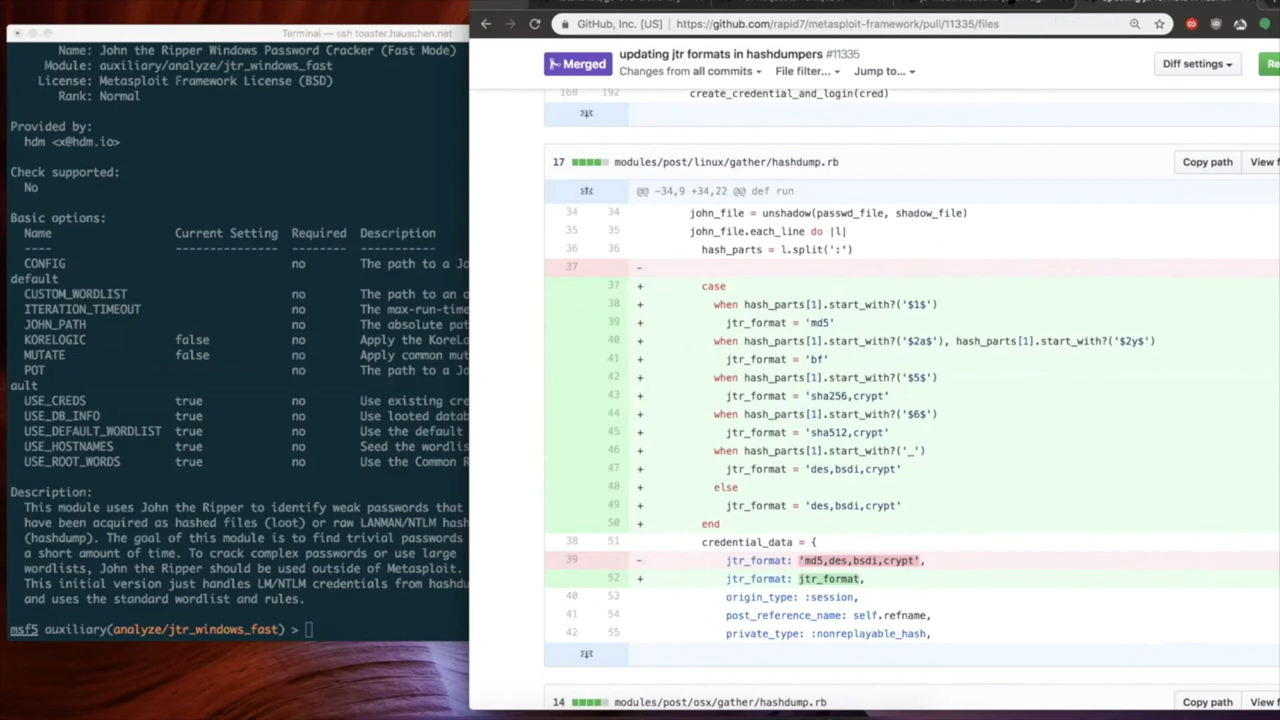 Terminal — ssh toaster.hauschen.net
Name: John the Ripper Windows Password Cracker (Fast Mode)
Module: auxiliary/analyze/jtr_windows_fast
License: Metasploit Framework License (BSD)
Rank: Normal
Provided by:
hdm <x@hdm.io>
Check supported:
No
Basic options:
Name Current Setting Required Description
---- --------------- -------- -----------
CONFIG no The path to a Jo
default
CUSTOM_WORDLIST no The path to an o
ITERATION_TIMEOUT no The max-run-time
JOHN_PATH no The absolute pat
KORELOGIC false no Apply the KoreLo
MUTATE false no Apply common mut
POT no The path to a Jo
ault
USE_CREDS true no Use existing cre
USE_DB_INFO true no Use looted datab
USE_DEFAULT_WORDLIST true no Use the default
USE_HOSTNAMES true no Seed the wordlis
USE_ROOT_WORDS true no Use the Common R
Description:
This module uses John the Ripper to identify weak passwords that
have been acquired as hashed files (loot) or raw LANMAN/NTLM hash
(hashdump). The goal of this module is to find trivial passwords
a short amount of time. To crack complex passwords or use large
wordlists, John the Ripper should be used outside of Metasploit.
This initial version just handles LM/NTLM credentials from hashdu
and uses the standard wordlist and rules.
msf5 auxiliary(analyze/jtr_windows_fast) >
GitHub, Inc. [US] https://github.com/rapid7/metasploit-framework/pull/11335/files
Merged updating jtr formats in hashdumpers #11335
Changes from all commits File filter... Jump to... Diff settings Re
168 192 create_credential_and_login(cred)
17 modules/post/linux/gather/hashdump.rb Copy path View f
@@ -34,9 +34,22 @@ def run
34 34 john_file = unshadow(passwd_file, shadow_file)
35 35 john_file.each_line do |l|
36 36 hash_parts = l.split(':')
37 -
37 + case
38 + when hash_parts[1].start_with?('$1$')
39 + jtr_format = 'md5'
40 + when hash_parts[1].start_with?('$2a$'), hash_parts[1].start_with?('$2y$')
41 + jtr_format = 'bf'
42 + when hash_parts[1].start_with?('$5$')
43 + jtr_format = 'sha256,crypt'
44 + when hash_parts[1].start_with?('$6$')
45 + jtr_format = 'sha512,crypt'
46 + when hash_parts[1].start_with?('_')
47 + jtr_format = 'des,bsdi,crypt'
48 + else
49 + jtr_format = 'des,bsdi,crypt'
50 + end
38 51 credential_data = {
39 - jtr_format: 'md5,des,bsdi,crypt',
52 + jtr_format: jtr_format,
40 53 origin_type: :session,
41 54 post_reference_name: self.refname,
42 55 private_type: :nonreplayable_hash,
14 modules/post/osx/gather/hashdump.rb Copy path View f